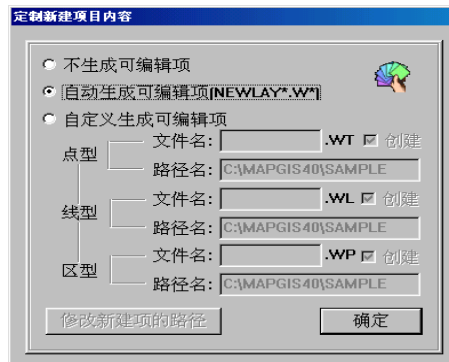 定制新建项目内容
不生成可编辑项
自动生成可编辑项(NEWLAY*.W*)
自定义生成可编辑项
点型 文件名: .WT 创建
路径名: C:\MAPGIS40\SAMPLE
线型 文件名: .WL 创建
路径名: C:\MAPGIS40\SAMPLE
区型 文件名: .WP 创建
路径名: C:\MAPGIS40\SAMPLE
修改新建项的路径 确定